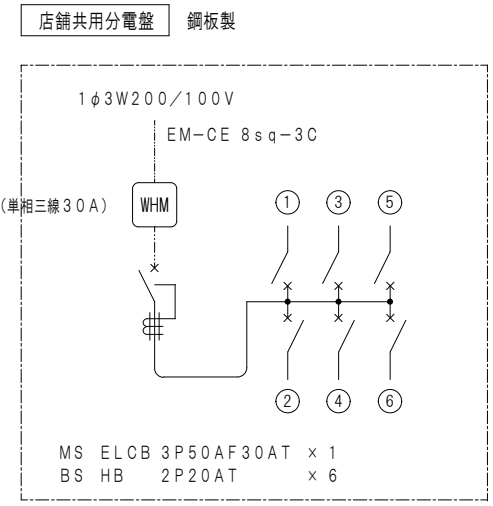 店舗共用分電盤 鋼板製
1φ3W200/100V
EM-CE 8sq-3C
(単相三線30A) WHM
① ③ ⑤
② ④ ⑥
MS ELCB 3P50AF30AT × 1
BS HB 2P20AT × 6